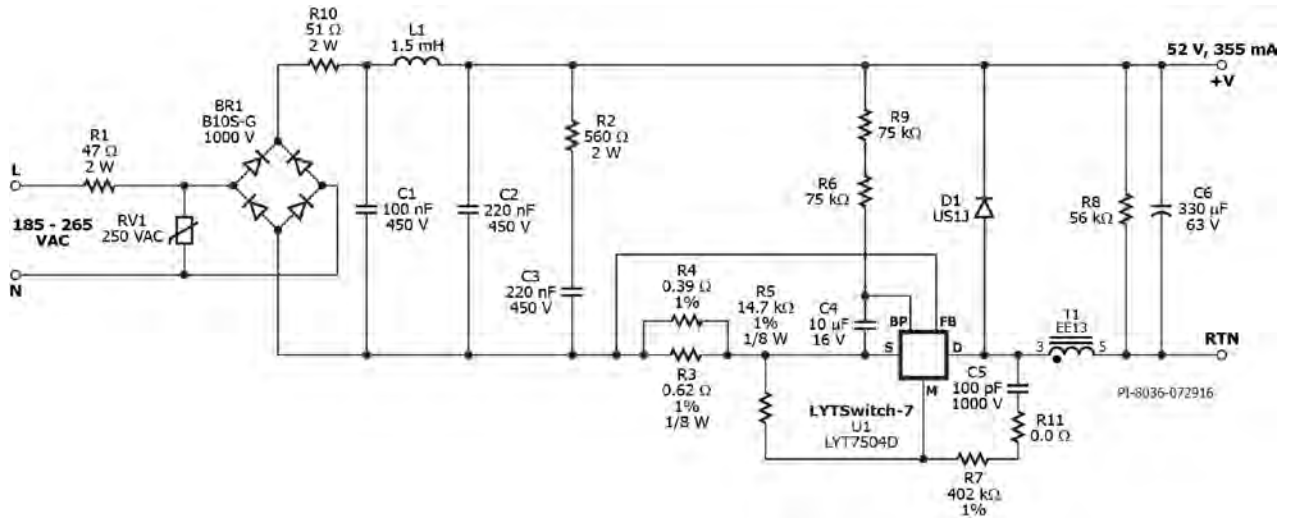 R10
51 Ω
2 W
L1
1.5 mH
52 V, 355 mA
+V
BR1
B10S-G
1000 V
R1
47 Ω
2 W
L
185 - 265
VAC
N
RV1
250 VAC
C1
100 nF
450 V
C2
220 nF
450 V
R2
560 Ω
2 W
C3
220 nF
450 V
R9
75 kΩ
R6
75 kΩ
D1
US1J
R8
56 kΩ
C6
330 µF
63 V
R4
0.39 Ω
1%
R3
0.62 Ω
1%
1/8 W
R5
14.7 kΩ
1%
1/8 W
C4
10 µF
16 V
BP
FB
S
D
M
LYTSwitch-7
U1
LYT7504D
C5
100 pF
1000 V
R11
0.0 Ω
R7
402 kΩ
1%
T1
EE13
3
5
RTN
PI-8036-072916